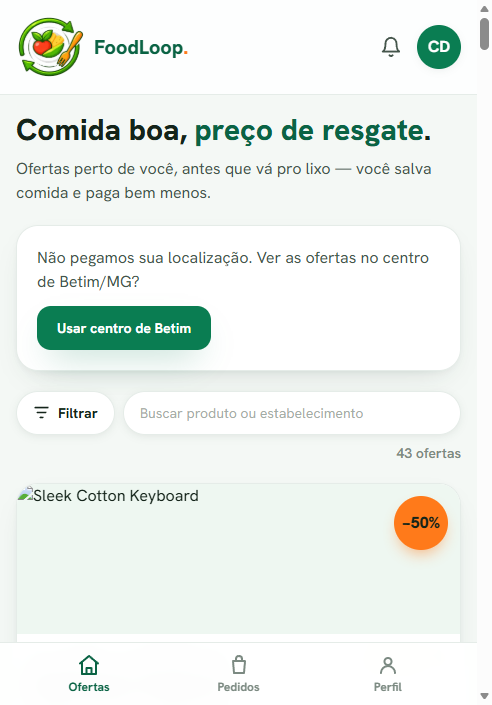 FoodLoop.
CD
Comida boa, preço de resgate.
Ofertas perto de você, antes que vá pro lixo — você salva
comida e paga bem menos.
Não pegamos sua localização. Ver as ofertas no centro
de Betim/MG?
Usar centro de Betim
Filtrar
Buscar produto ou estabelecimento
43 ofertas
Sleek Cotton Keyboard
−50%
Ofertas
Pedidos
Perfil